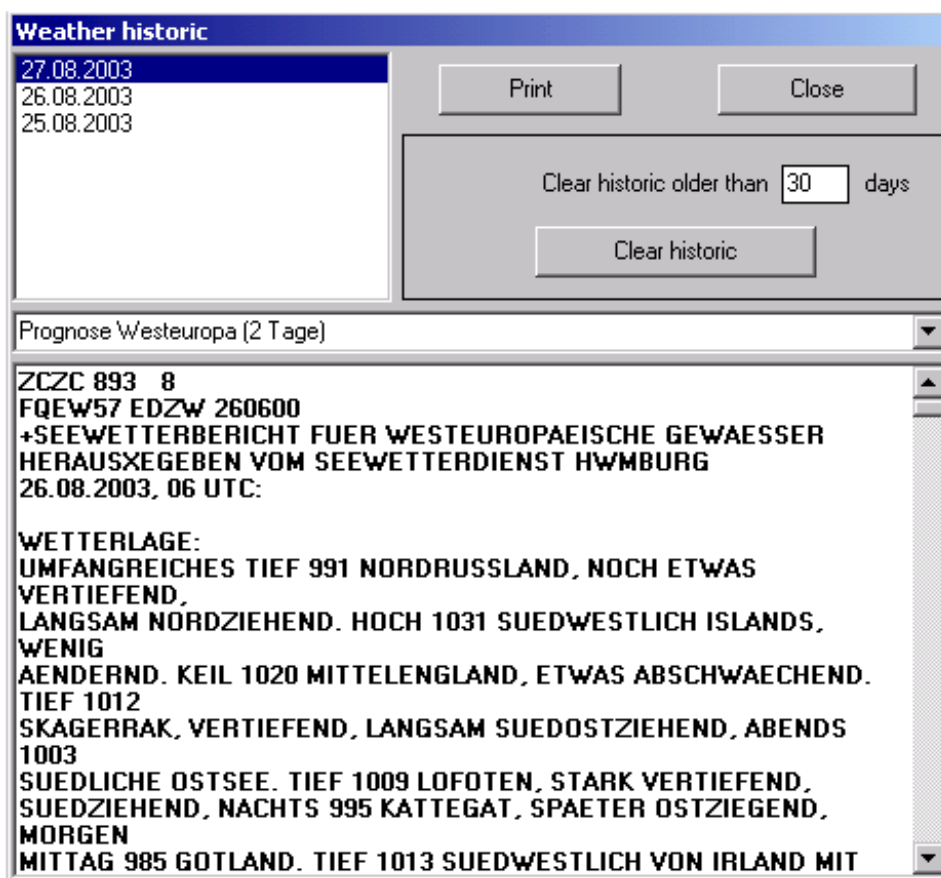 Weather historic
27.08.2003
26.08.2003
25.08.2003
Print
Close
Clear historic older than 30 days
Clear historic
Prognose Westeuropa (2 Tage)
ZCZC 893 8
FQEW57 EDZW 260600
+SEEWETTERBERICHT FUER WESTEUROPAEISCHE GEWAESSER
HERAUSXEGEBEN VOM SEEWETTERDIENST HWMBURG
26.08.2003, 06 UTC:
WETTERLAGE:
UMFANGREICHES TIEF 991 NORDRUSSLAND, NOCH ETWAS
VERTIEFEND,
LANGSAM NORDZIEHEND. HOCH 1031 SUEDWESTLICH ISLANDS,
WENIG
AENDERND. KEIL 1020 MITTELENGLAND, ETWAS ABSCHWAECHEND.
TIEF 1012
SKAGERRAK, VERTIEFEND, LANGSAM SUEDOSTZIEHEND, ABENDS
1003
SUEDLICHE OSTSEE. TIEF 1009 LOFOTEN, STARK VERTIEFEND,
SUEDZIEHEND, NACHTS 995 KATTEGAT, SPAETER OSTZIEGEND,
MORGEN
MITTAG 985 GOTLAND. TIEF 1013 SUEDWESTLICH VON IRLAND MIT